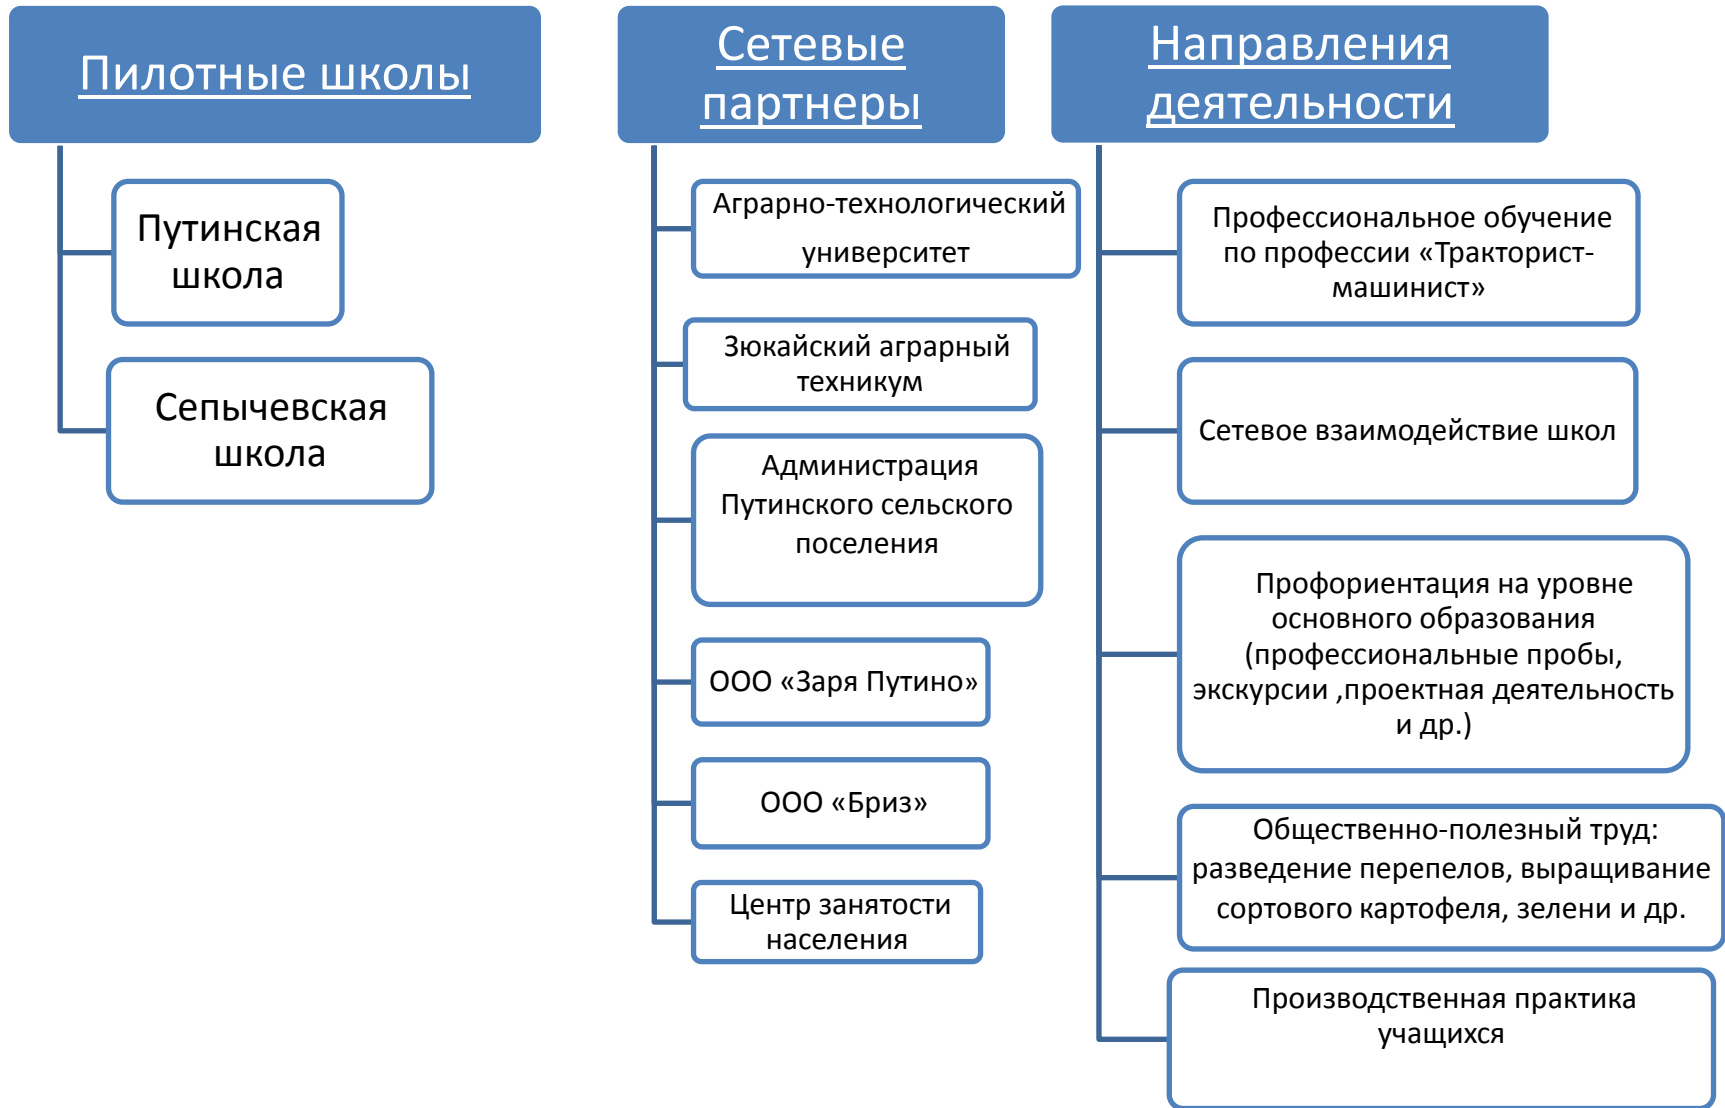 Пилотные школы
Путинская
школа
Сепычевская
школа
Сетевые
партнеры
Аграрно-технологический
университет
Зюкайский аграрный
техникум
Администрация
Путинского сельского
поселения
ООО «Заря Путино»
ООО «Бриз»
Центр занятости
населения
Направления
деятельности
Профессиональное обучение
по профессии «Тракторист-
машинист»
Сетевое взаимодействие школ
Профориентация на уровне
основного образования
(профессиональные пробы,
экскурсии ,проектная деятельность
и др.)
Общественно-полезный труд:
разведение перепелов, выращивание
сортового картофеля, зелени и др.
Производственная практика
учащихся